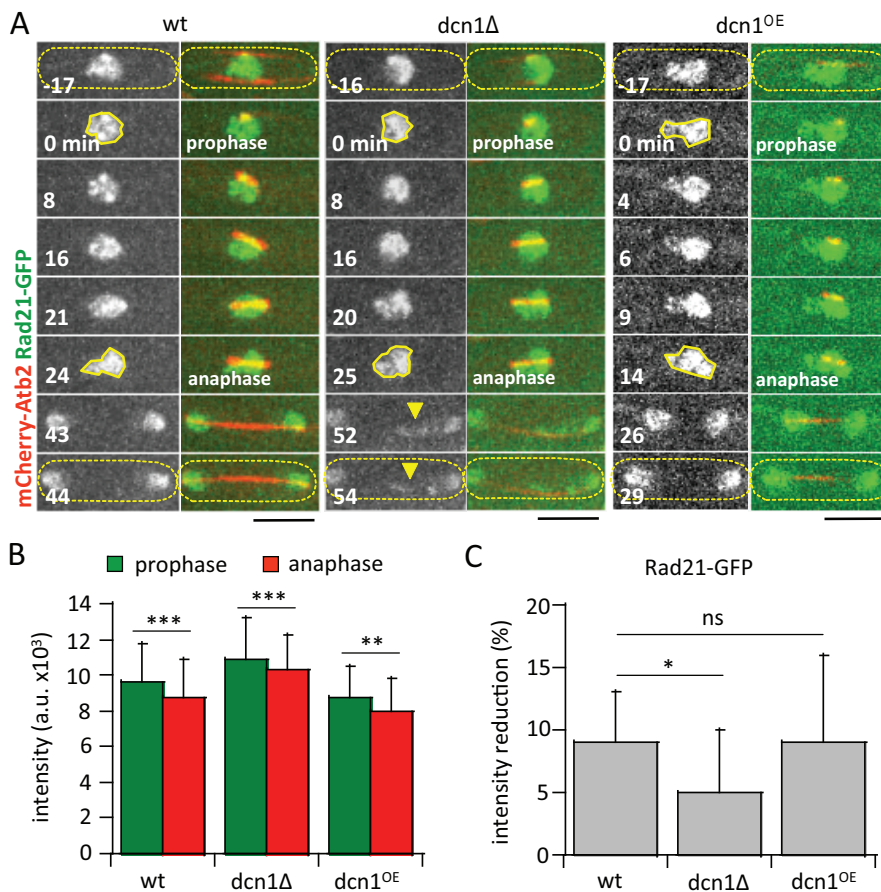 A
wt
dcn1Δ
dcn1OE
mCherry-Atb2 Rad21-GFP
-17
0 min
prophase
8
16
21
24
anaphase
43
44
-16
0 min
prophase
8
16
20
25
anaphase
52
54
-17
0 min
prophase
4
6
9
14
anaphase
26
29
B
prophase
anaphase
intensity (a.u. x10³)
14
12
10
8
6
4
2
0
***
***
**
wt
dcn1Δ
dcn1OE
C
Rad21-GFP
intensity reduction (%)
20
15
10
5
0
ns
*
wt
dcn1Δ
dcn1OE